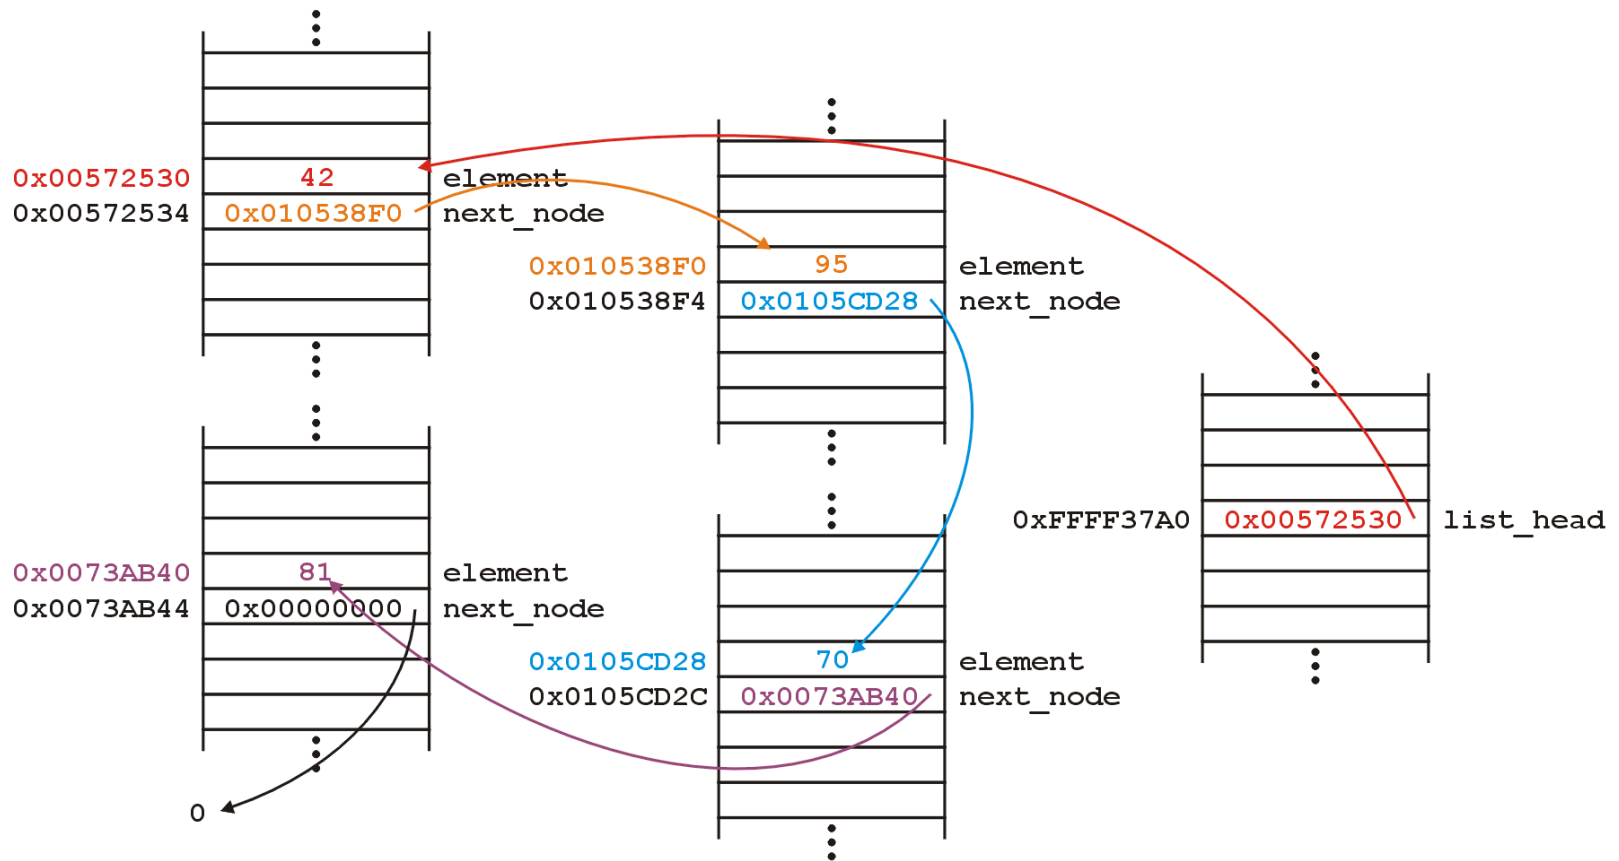 0x00572530 42 element
0x00572534 0x010538F0 next_node
0x010538F0 95 element
0x010538F4 0x0105CD28 next_node
0xFFFF37A0 0x00572530 list_head
0x0073AB40 81 element
0x0073AB44 0x00000000 next_node
0x0105CD28 70 element
0x0105CD2C 0x0073AB40 next_node
0